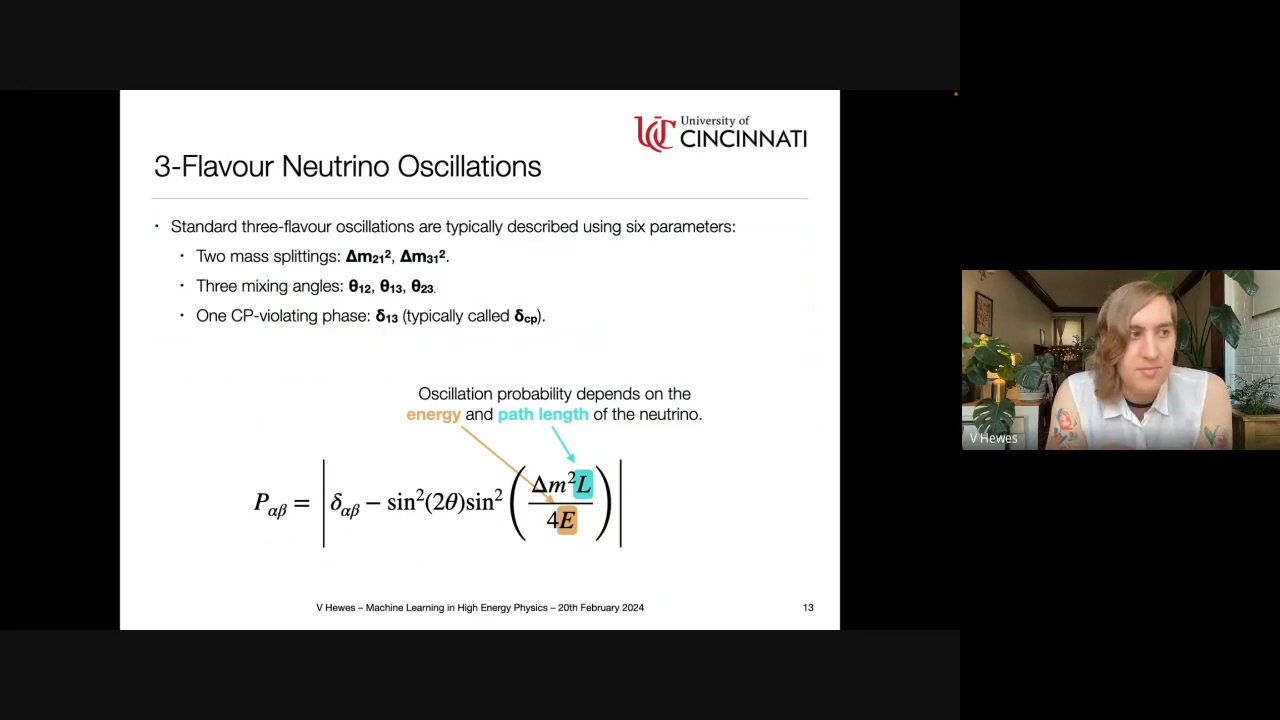 University of
CINCINNATI
3-Flavour Neutrino Oscillations
• Standard three-flavour oscillations are typically described using six parameters:
• Two mass splittings: Δm₂₁², Δm₃₁².
• Three mixing angles: θ₁₂, θ₁₃, θ₂₃.
• One CP-violating phase: δ₁₃ (typically called δcp).
Oscillation probability depends on the
energy and path length of the neutrino.
Pαβ = | δαβ − sin²(2θ)sin² ( Δm²L / 4E ) |
V Hewes – Machine Learning in High Energy Physics – 20th February 2024
13
V Hewes